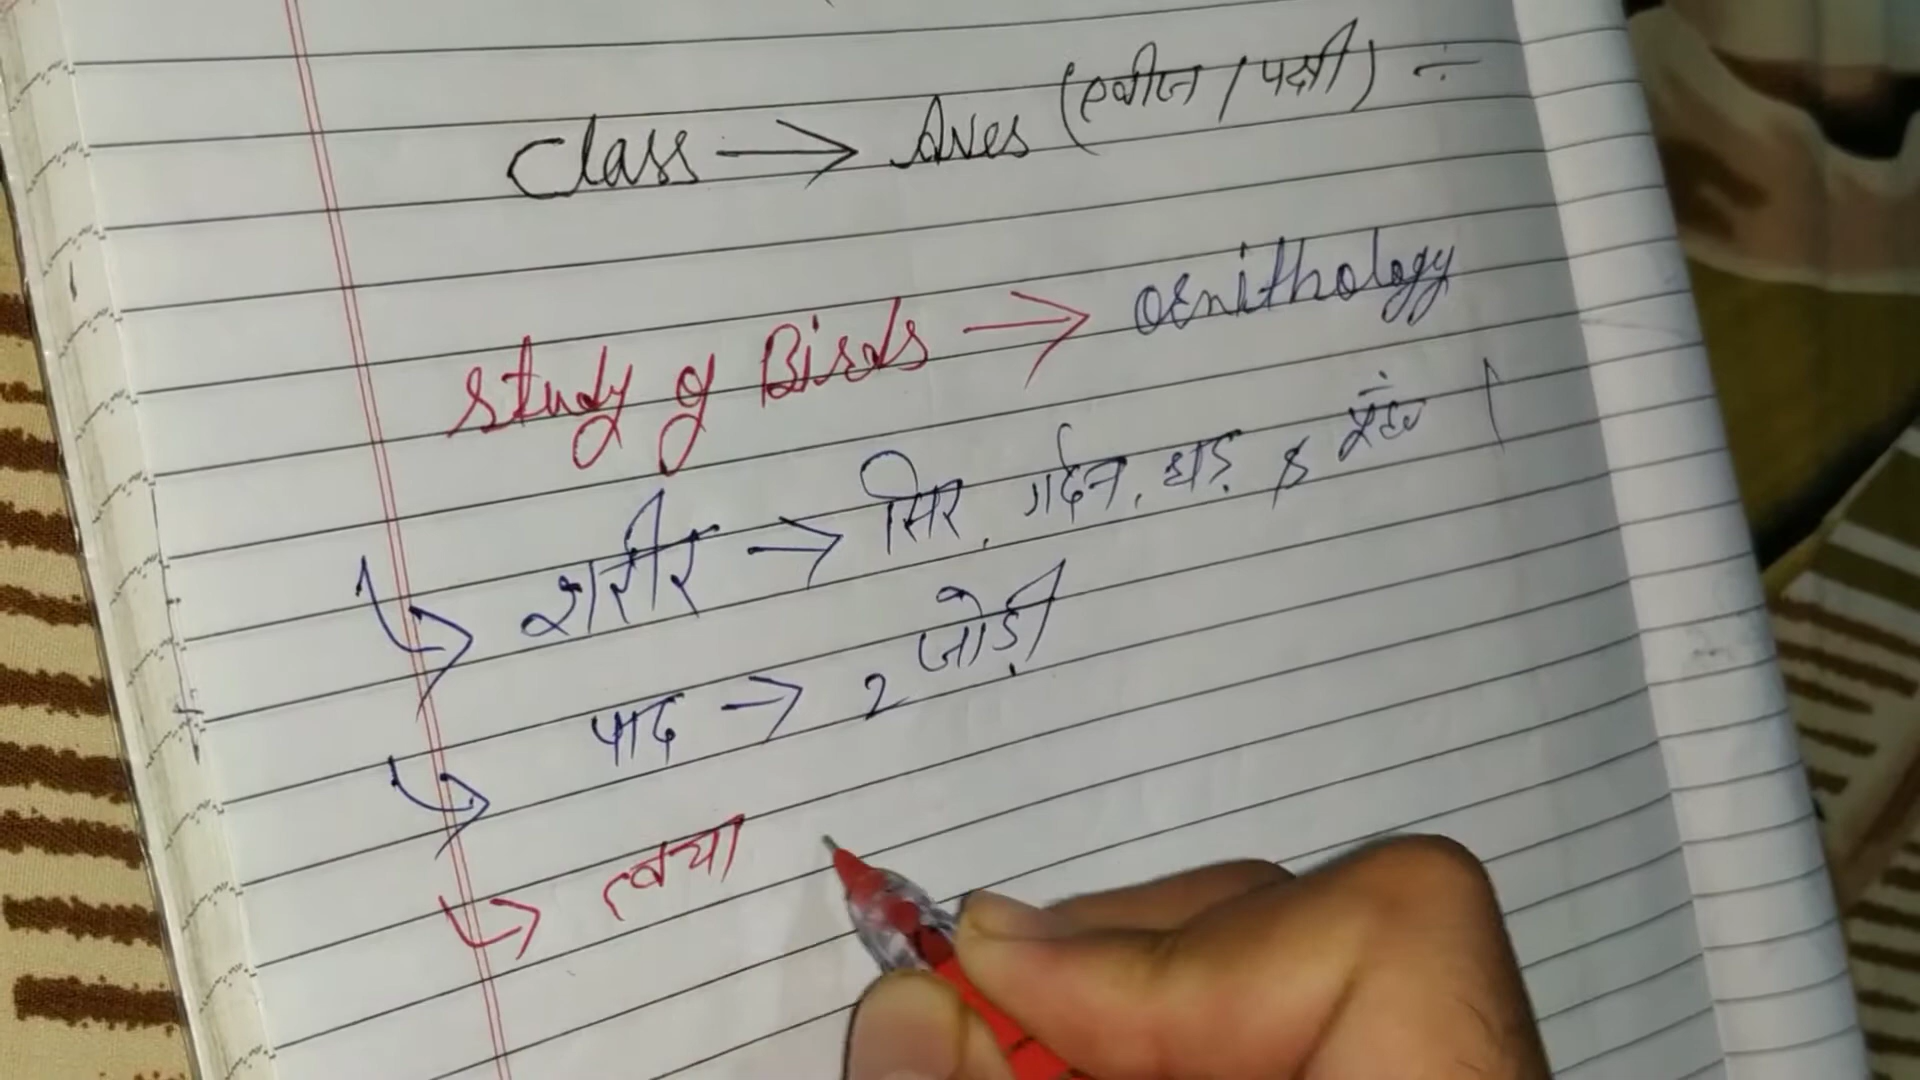 Class → Aves (एवीज / पक्षी) ÷
Study of Birds → Ornithology
↳ शरीर → सिर, गर्दन, धड़ & पूंछ ।
↳ पाद → 2 जोड़ी
↳ त्वचा